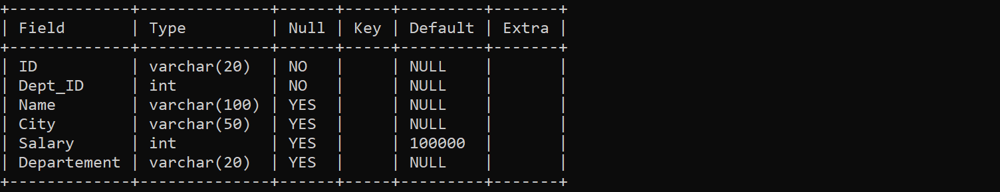 +-------------+--------------+------+-----+---------+-------+
| Field       | Type         | Null | Key | Default | Extra |
+-------------+--------------+------+-----+---------+-------+
| ID          | varchar(20)  | NO   |     | NULL    |       |
| Dept_ID     | int          | NO   |     | NULL    |       |
| Name        | varchar(100) | YES  |     | NULL    |       |
| City        | varchar(50)  | YES  |     | NULL    |       |
| Salary      | int          | YES  |     | 100000  |       |
| Departement | varchar(20)  | YES  |     | NULL    |       |
+-------------+--------------+------+-----+---------+-------+